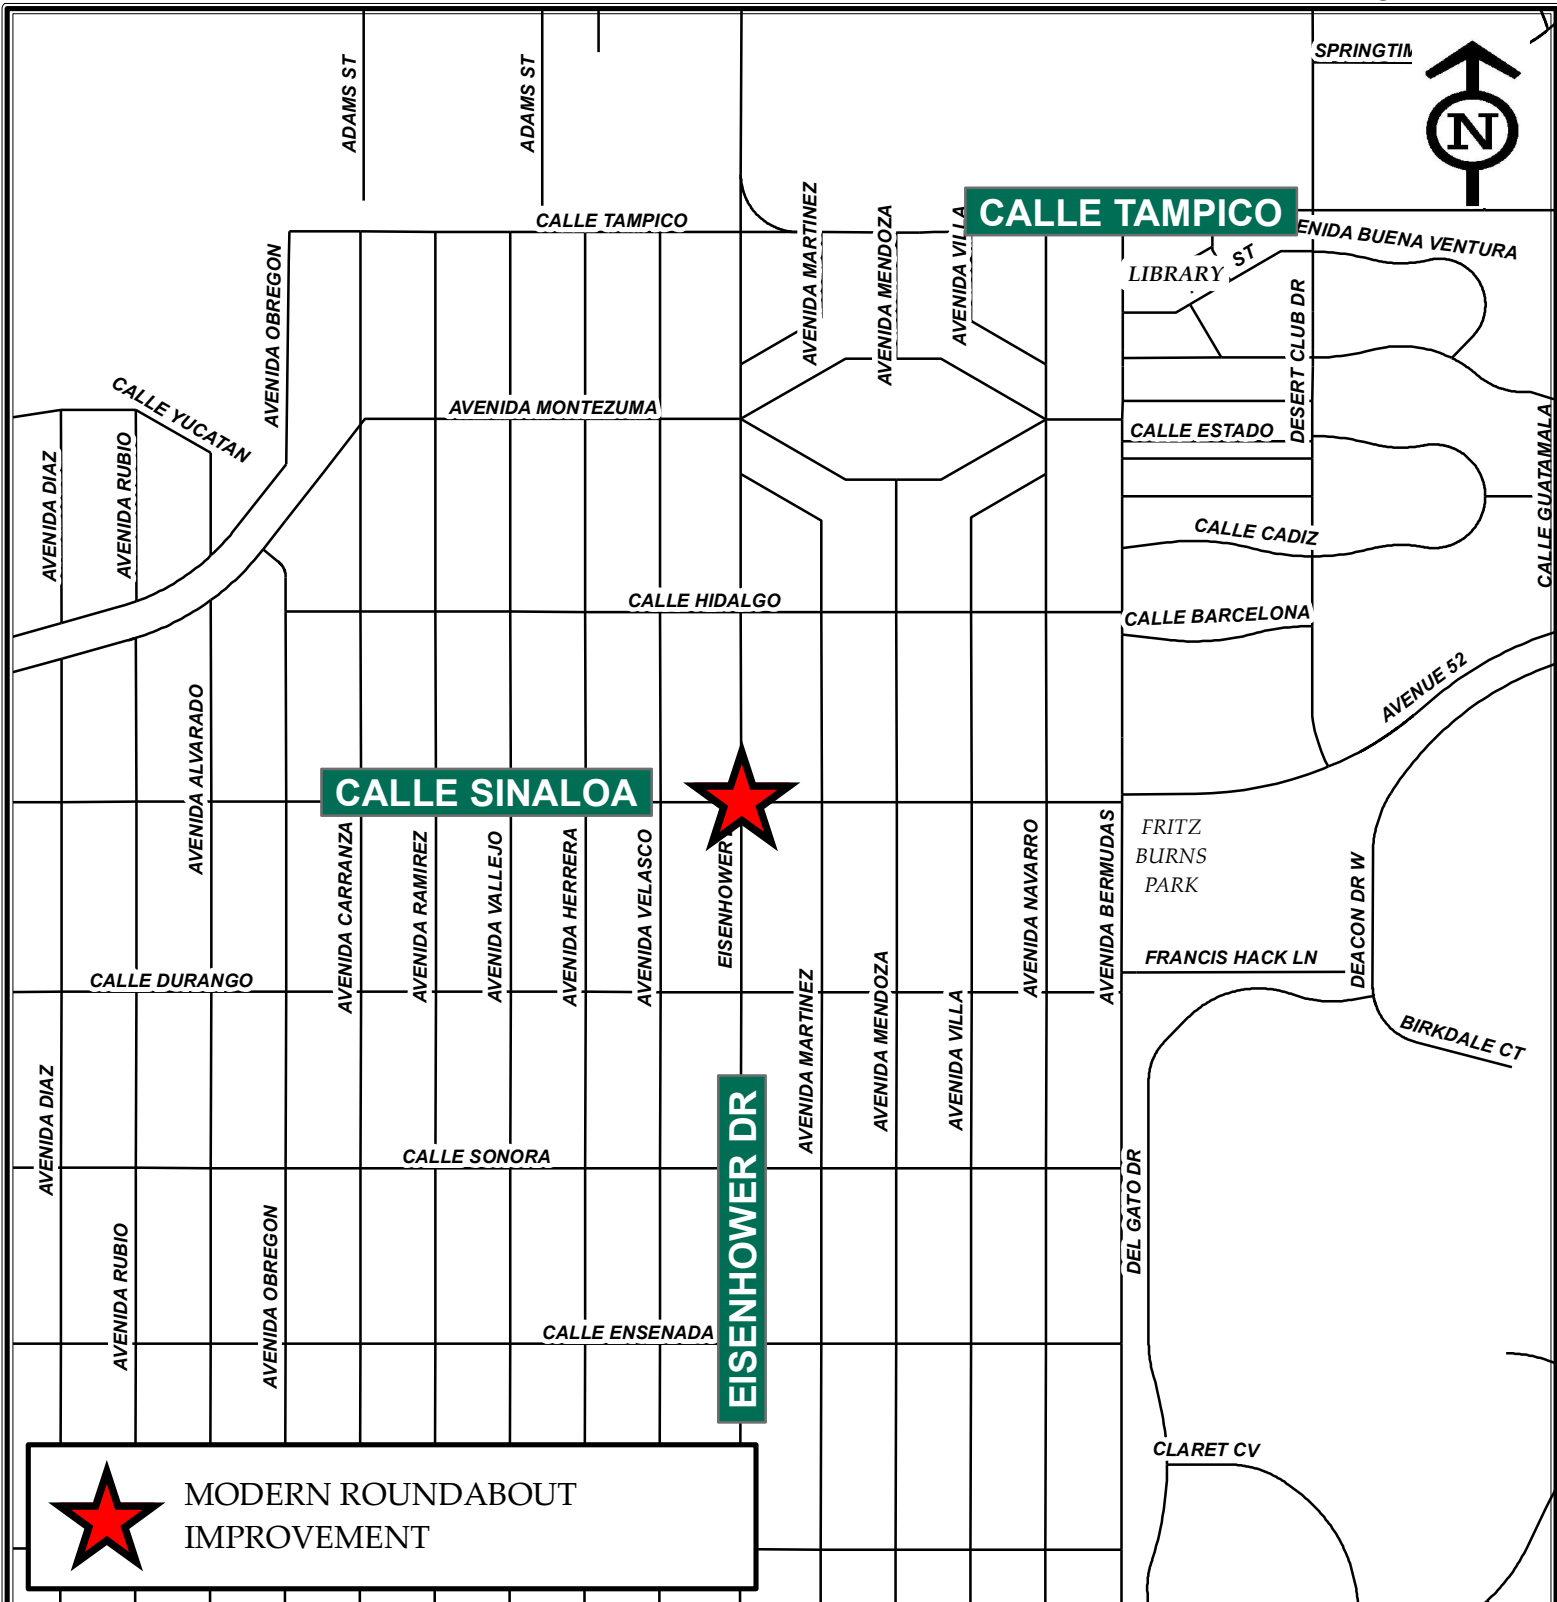 SPRINGTIM
N
ADAMS ST
ADAMS ST
CALLE TAMPICO
CALLE TAMPICO
AVENIDA MARTINEZ
AVENIDA MENDOZA
AVENIDA VILLA
ENIDA BUENA VENTURA
ST
LIBRARY
AVENIDA OBREGON
DESERT CLUB DR
CALLE YUCATAN
AVENIDA MONTEZUMA
CALLE ESTADO
CALLE GUATAMALA
AVENIDA DIAZ
AVENIDA RUBIO
CALLE CADIZ
CALLE HIDALGO
CALLE BARCELONA
AVENUE 52
AVENIDA ALVARADO
CALLE SINALOA
AVENIDA CARRANZA
AVENIDA RAMIREZ
AVENIDA VALLEJO
AVENIDA HERRERA
AVENIDA VELASCO
EISENHOWER
AVENIDA NAVARRO
AVENIDA BERMUDAS
FRITZ
BURNS
PARK
DEACON DR W
FRANCIS HACK LN
CALLE DURANGO
AVENIDA MARTINEZ
AVENIDA MENDOZA
AVENIDA VILLA
BIRKDALE CT
AVENIDA DIAZ
EISENHOWER DR
CALLE SONORA
DEL GATO DR
AVENIDA RUBIO
AVENIDA OBREGON
CALLE ENSENADA
CLARET CV
MODERN ROUNDABOUT
IMPROVEMENT